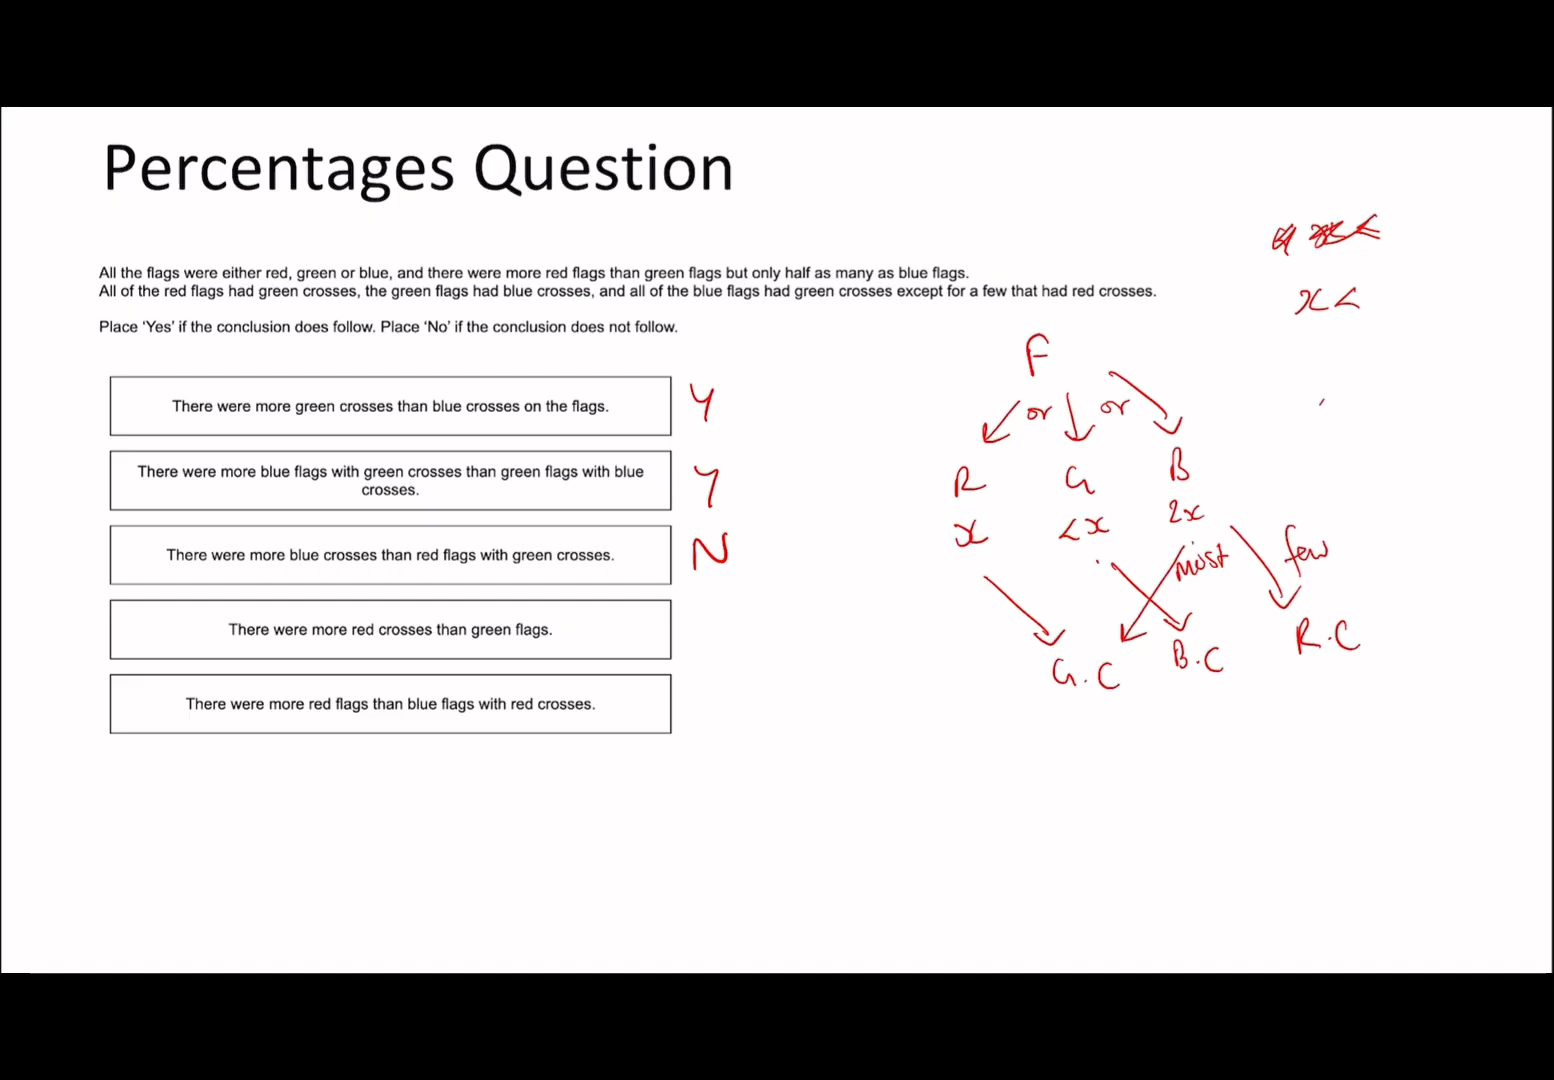 Percentages Question
All the flags were either red, green or blue, and there were more red flags than green flags but only half as many as blue flags.
All of the red flags had green crosses, the green flags had blue crosses, and all of the blue flags had green crosses except for a few that had red crosses.
Place 'Yes' if the conclusion does follow. Place 'No' if the conclusion does not follow.
There were more green crosses than blue crosses on the flags.
Y
There were more blue flags with green crosses than green flags with blue
crosses.
Y
There were more blue crosses than red flags with green crosses.
N
There were more red crosses than green flags.
There were more red flags than blue flags with red crosses.
x <
F
or or
R G B
x <x 2x
most few
G.C B.C R.C